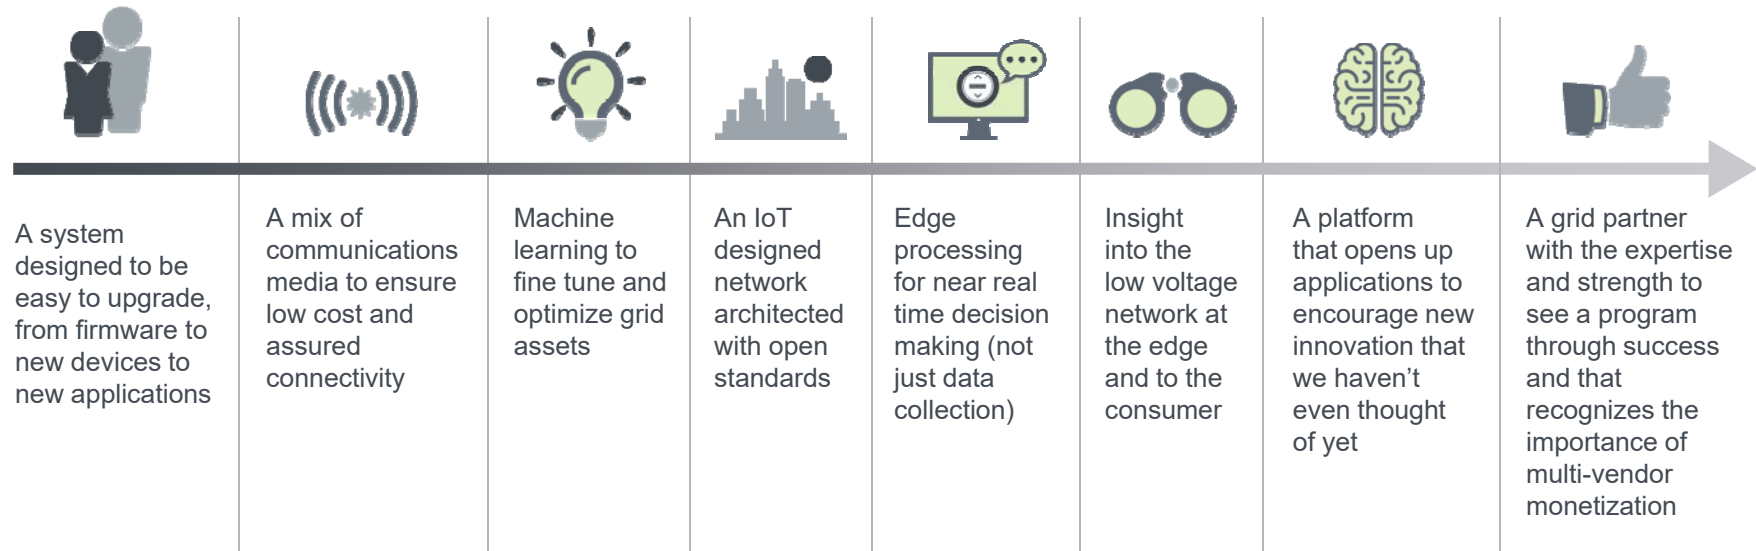 A system
designed to be
easy to upgrade,
from firmware to
new devices to
new applications
A mix of
communications
media to ensure
low cost and
assured
connectivity
Machine
learning to
fine tune and
optimize grid
assets
An IoT
designed
network
architected
with open
standards
Edge
processing
for near real
time decision
making (not
just data
collection)
Insight
into the
low voltage
network at
the edge
and to the
consumer
A platform
that opens up
applications to
encourage new
innovation that
we haven’t
even thought
of yet
A grid partner
with the expertise
and strength to
see a program
through success
and that
recognizes the
importance of
multi-vendor
monetization